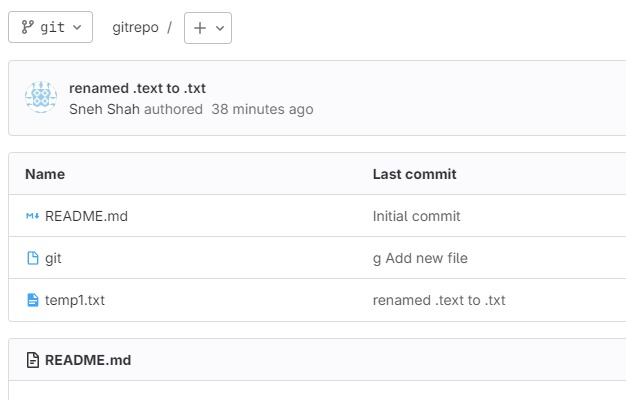 git gitrepo / +
renamed .text to .txt
Sneh Shah authored 38 minutes ago
Name Last commit
M↓ README.md Initial commit
git g Add new file
temp1.txt renamed .text to .txt
README.md